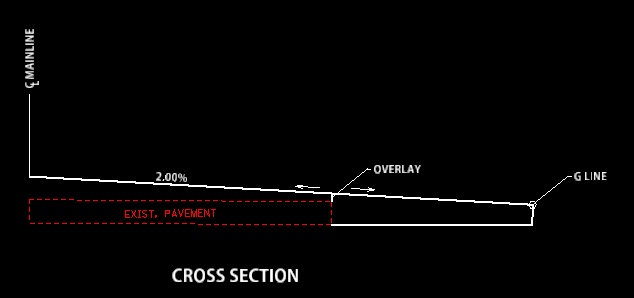 ℄ MAINLINE
2.00%
OVERLAY
G LINE
EXIST. PAVEMENT
CROSS SECTION